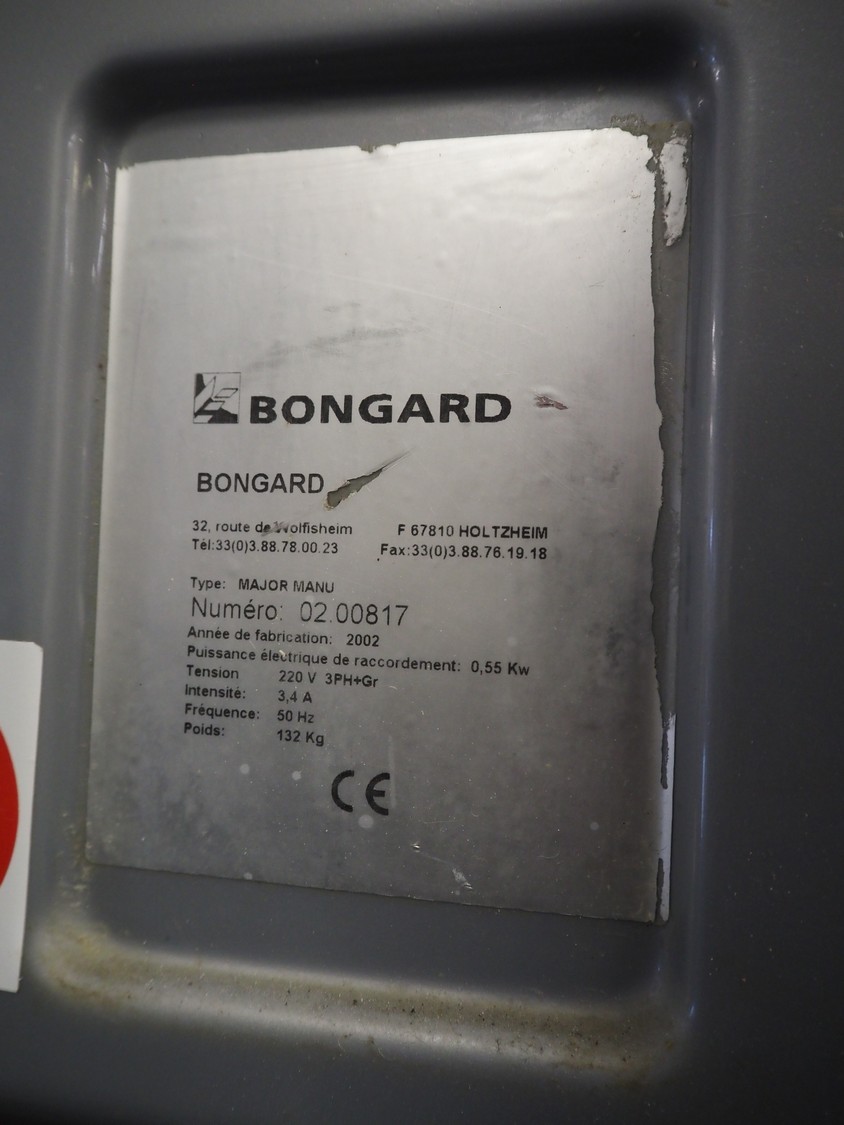 BONGARD
BONGARD
32, route de Wolfisheim F 67810 HOLTZHEIM
Tél:33(0)3.88.78.00.23 Fax:33(0)3.88.76.19.18
Type: MAJOR MANU
Numéro: 02.00817
Année de fabrication: 2002
Puissance électrique de raccordement: 0,55 Kw
Tension 220 V 3PH+Gr
Intensité: 3,4 A
Fréquence: 50 Hz
Poids: 132 Kg
CE